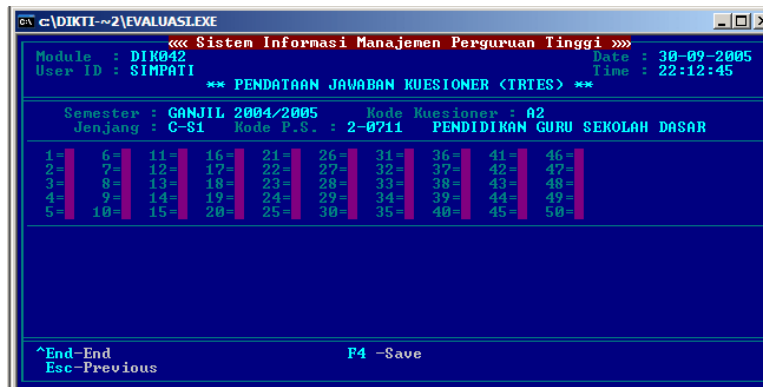 c:\DIKTI-~2\EVALUASI.EXE
««« Sistem Informasi Manajemen Perguruan Tinggi »»»
Module : DIK042 Date : 30-09-2005
User ID : SIMPATI Time : 22:12:45
** PENDATAAN JAWABAN KUESIONER (TRTES) **
Semester : GANJIL 2004/2005 Kode Kuesioner : A2
Jenjang : C-S1 Kode P.S. : 2-0711 PENDIDIKAN GURU SEKOLAH DASAR
1= 6= 11= 16= 21= 26= 31= 36= 41= 46=
2= 7= 12= 17= 22= 27= 32= 37= 42= 47=
3= 8= 13= 18= 23= 28= 33= 38= 43= 48=
4= 9= 14= 19= 24= 29= 34= 39= 44= 49=
5= 10= 15= 20= 25= 30= 35= 40= 45= 50=
^End-End F4 -Save
Esc-Previous